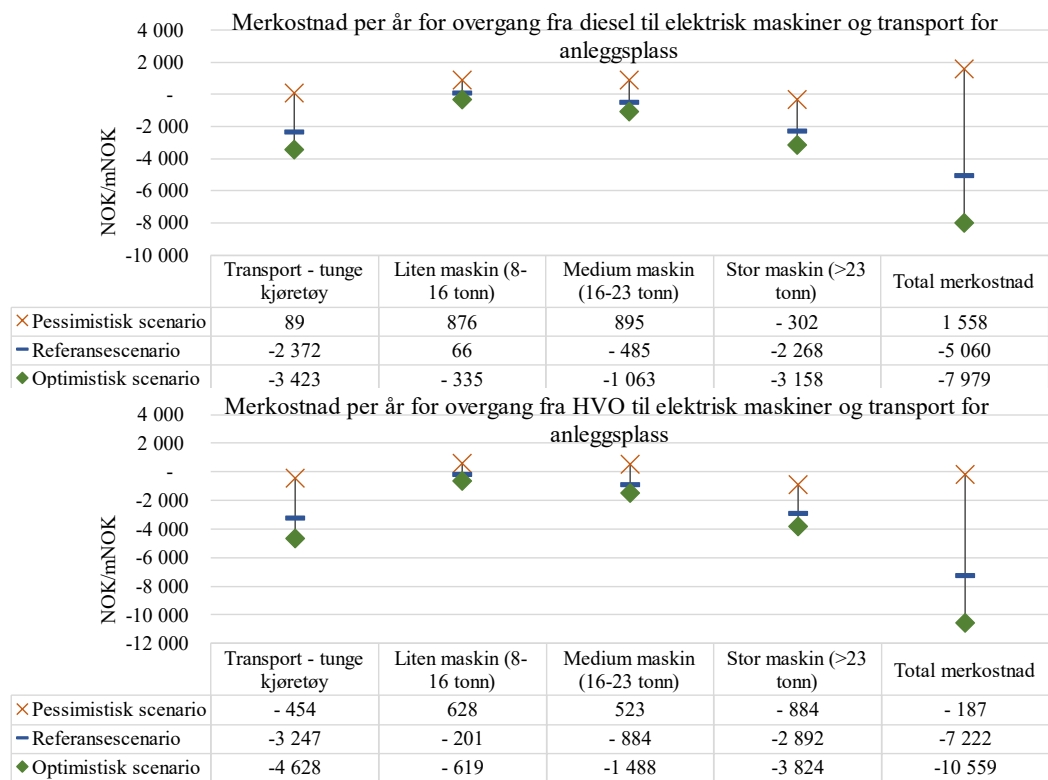 Merkostnad per år for overgang fra diesel til elektrisk maskiner og transport for
anleggsplass
4 000
2 000
-
-2 000
-4 000
-6 000
-8 000
-10 000
NOK/mNOK
Transport - tunge
kjøretøy
Liten maskin (8-
16 tonn)
Medium maskin
(16-23 tonn)
Stor maskin (>23
tonn)
Total merkostnad
Pessimistisk scenario 89 876 895 - 302 1 558
Referansescenario -2 372 66 - 485 -2 268 -5 060
Optimistisk scenario -3 423 - 335 -1 063 -3 158 -7 979
Merkostnad per år for overgang fra HVO til elektrisk maskiner og transport for
anleggsplass
4 000
2 000
-
-2 000
-4 000
-6 000
-8 000
-10 000
-12 000
NOK/mNOK
Transport - tunge
kjøretøy
Liten maskin (8-
16 tonn)
Medium maskin
(16-23 tonn)
Stor maskin (>23
tonn)
Total merkostnad
Pessimistisk scenario - 454 628 523 - 884 - 187
Referansescenario -3 247 - 201 - 884 -2 892 -7 222
Optimistisk scenario -4 628 - 619 -1 488 -3 824 -10 559